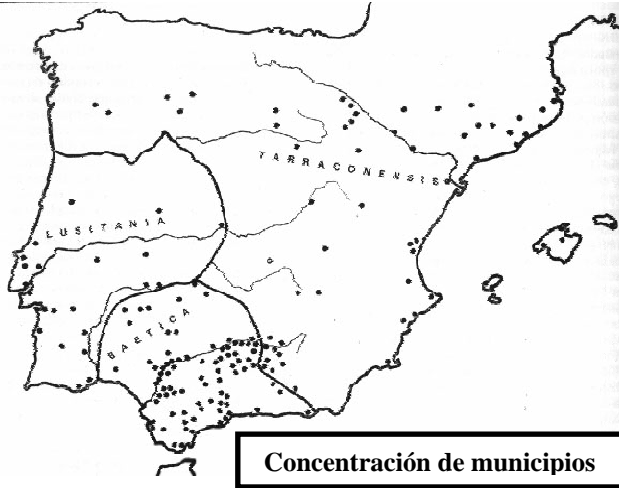 TARRACONENSIS
LUSITANIA
BAETICA
Concentración de municipios